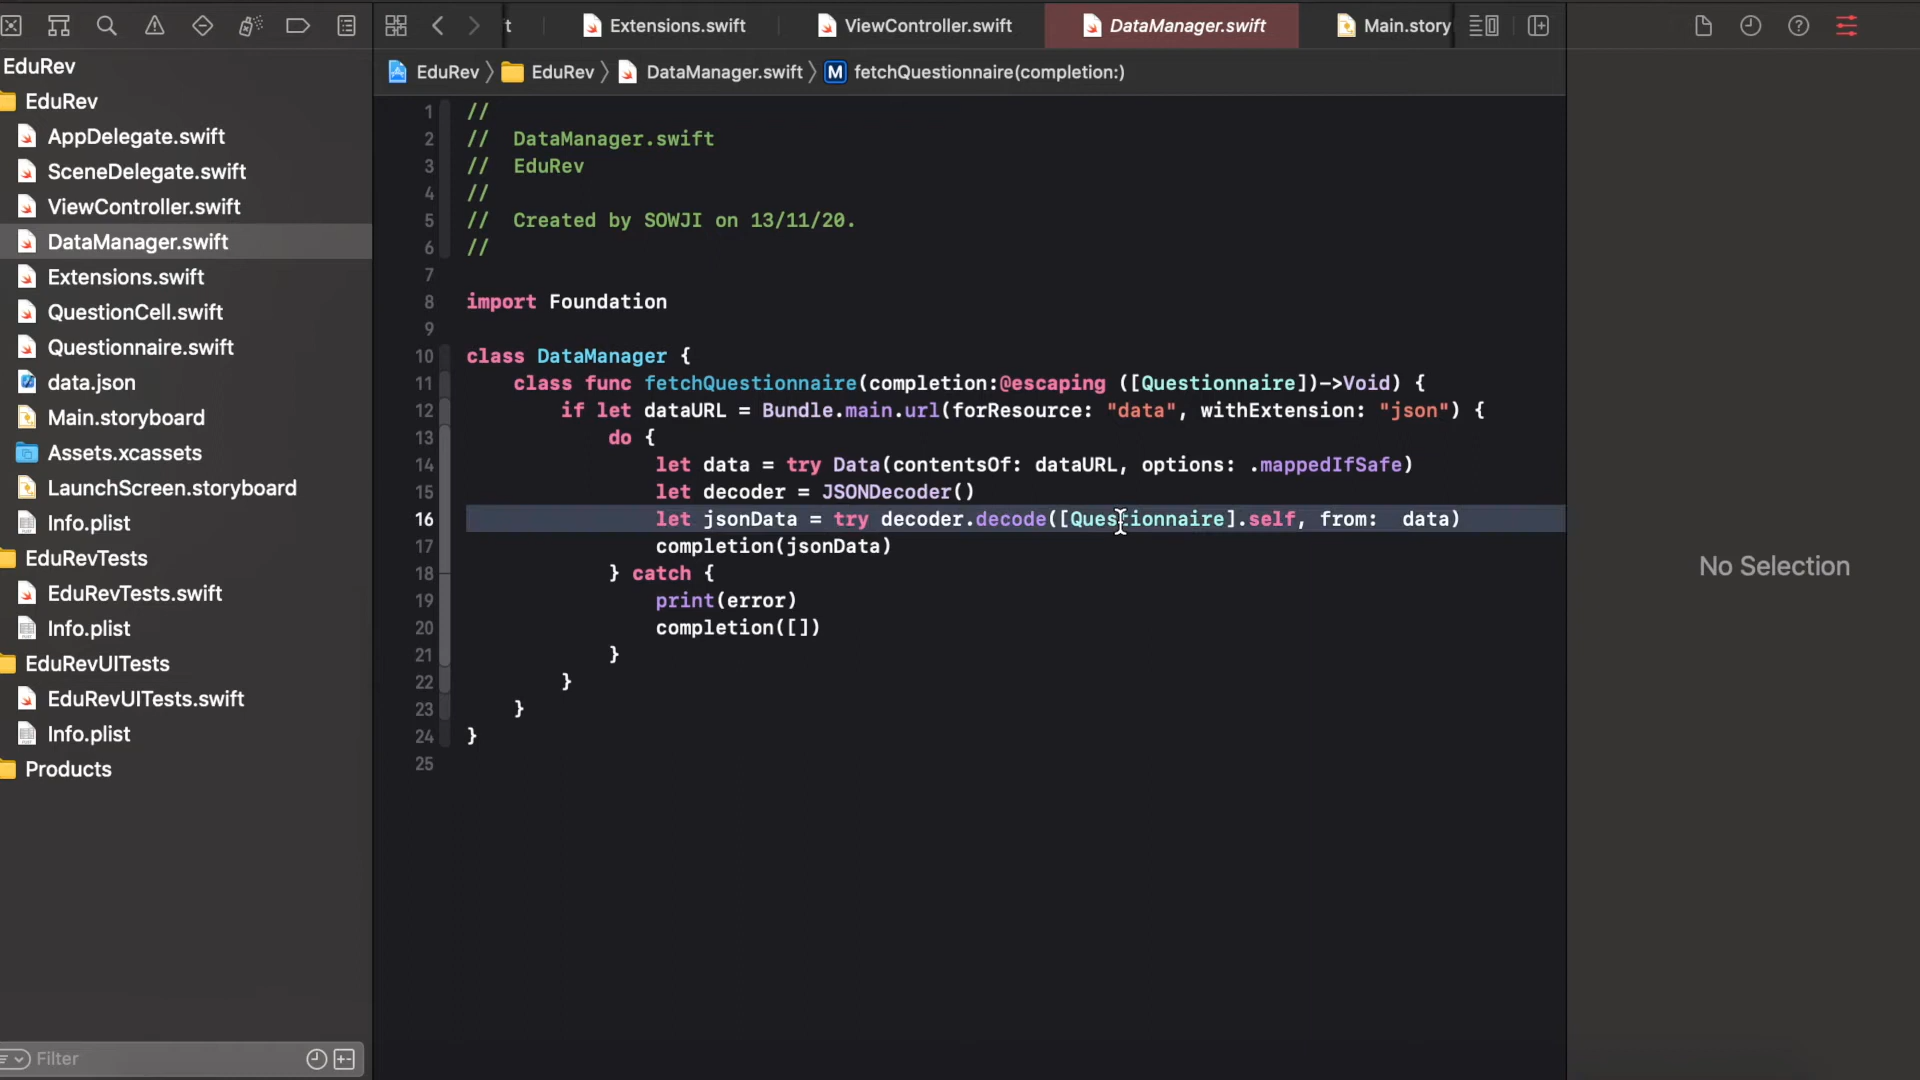 t
Extensions.swift
ViewController.swift
DataManager.swift
Main.story
EduRev
EduRev
AppDelegate.swift
SceneDelegate.swift
ViewController.swift
DataManager.swift
Extensions.swift
QuestionCell.swift
Questionnaire.swift
data.json
Main.storyboard
Assets.xcassets
LaunchScreen.storyboard
Info.plist
EduRevTests
EduRevTests.swift
Info.plist
EduRevUITests
EduRevUITests.swift
Info.plist
Products
Filter
EduRev 〉 EduRev 〉 DataManager.swift 〉 M fetchQuestionnaire(completion:)
1 //
2 //  DataManager.swift
3 //  EduRev
4 //
5 //  Created by SOWJI on 13/11/20.
6 //
7
8 import Foundation
9
10 class DataManager {
11     class func fetchQuestionnaire(completion:@escaping ([Questionnaire])->Void) {
12         if let dataURL = Bundle.main.url(forResource: "data", withExtension: "json") {
13             do {
14                 let data = try Data(contentsOf: dataURL, options: .mappedIfSafe)
15                 let decoder = JSONDecoder()
16                 let jsonData = try decoder.decode([Questionnaire].self, from:  data)
17                 completion(jsonData)
18             } catch {
19                 print(error)
20                 completion([])
21             }
22         }
23     }
24 }
25
No Selection